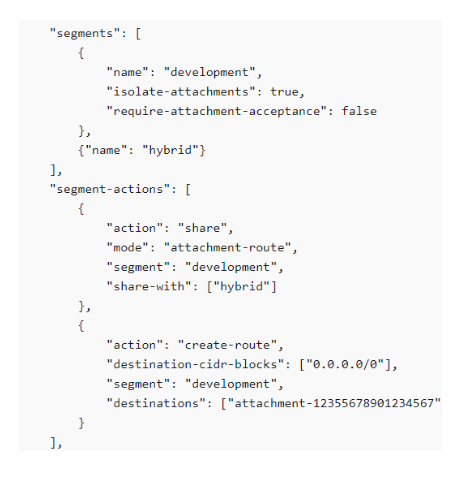 "segments": [
{
"name": "development",
"isolate-attachments": true,
"require-attachment-acceptance": false
},
{"name": "hybrid"}
],
"segment-actions": [
{
"action": "share",
"mode": "attachment-route",
"segment": "development",
"share-with": ["hybrid"]
},
{
"action": "create-route",
"destination-cidr-blocks": ["0.0.0.0/0"],
"segment": "development",
"destinations": ["attachment-12355678901234567"
}
],